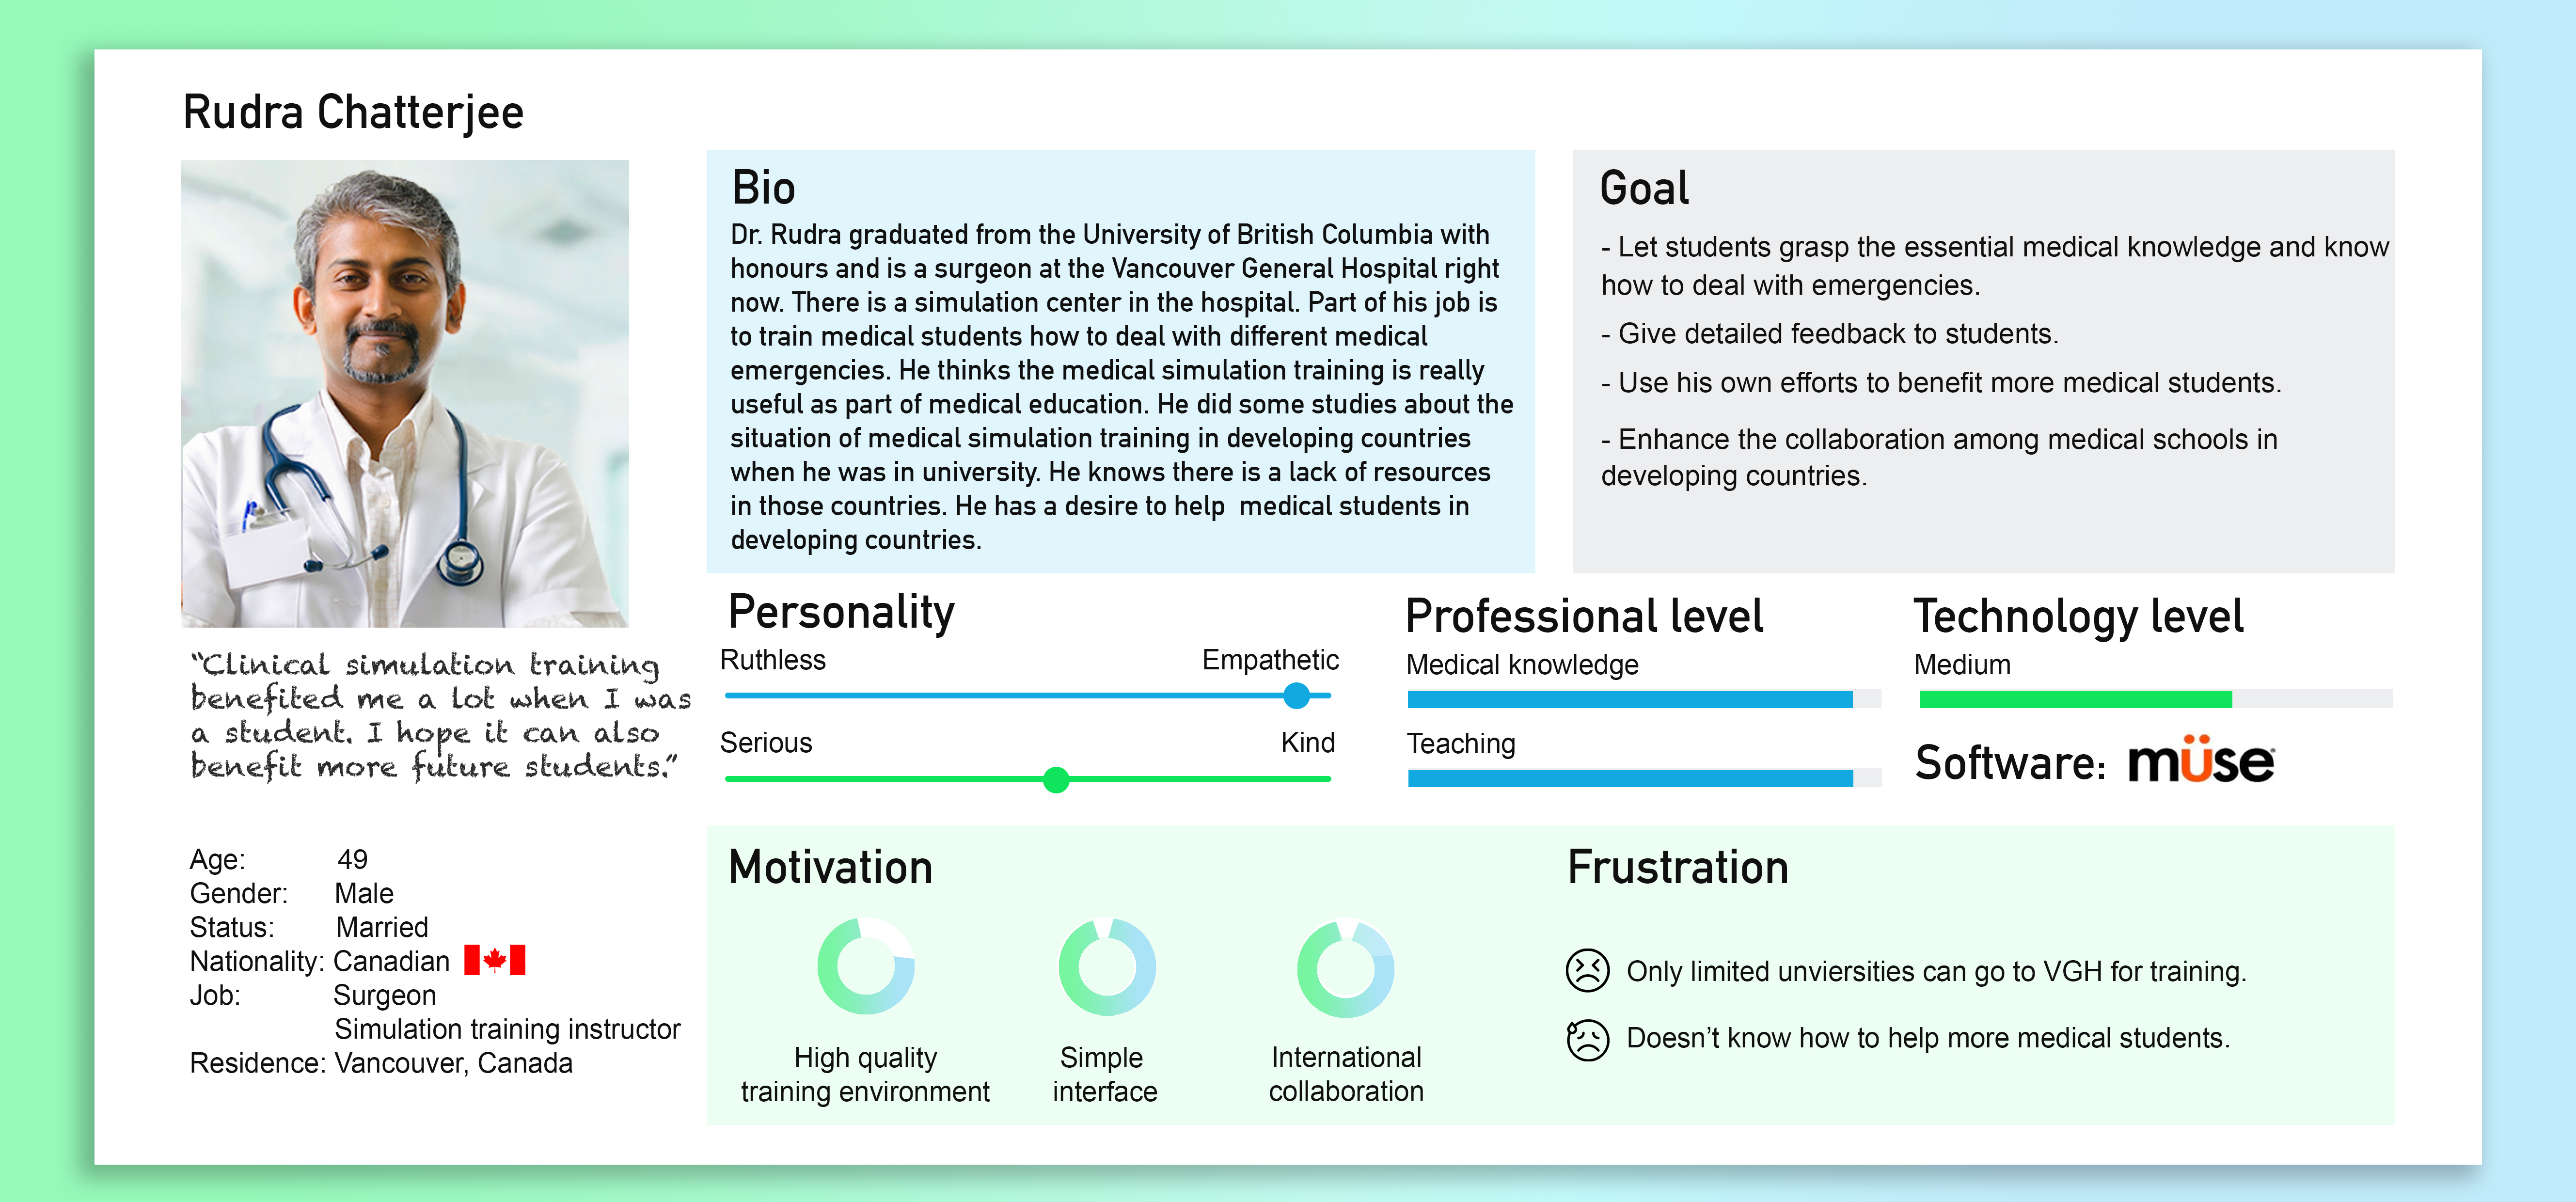 Rudra Chatterjee
“Clinical simulation training
benefited me a lot when I was
a student. I hope it can also
benefit more future students.”
Age: 49
Gender: Male
Status: Married
Nationality: Canadian
Job: Surgeon
Simulation training instructor
Residence: Vancouver, Canada
Bio
Dr. Rudra graduated from the University of British Columbia with
honours and is a surgeon at the Vancouver General Hospital right
now. There is a simulation center in the hospital. Part of his job is
to train medical students how to deal with different medical
emergencies. He thinks the medical simulation training is really
useful as part of medical education. He did some studies about the
situation of medical simulation training in developing countries
when he was in university. He knows there is a lack of resources
in those countries. He has a desire to help  medical students in
developing countries.
Goal
- Let students grasp the essential medical knowledge and know
how to deal with emergencies.
- Give detailed feedback to students.
- Use his own efforts to benefit more medical students.
- Enhance the collaboration among medical schools in
developing countries.
Personality
Ruthless Empathetic
Serious Kind
Professional level
Medical knowledge
Teaching
Technology level
Medium
Software: müse
Motivation
High quality
training environment
Simple
interface
International
collaboration
Frustration
Only limited unviersities can go to VGH for training.
Doesn’t know how to help more medical students.